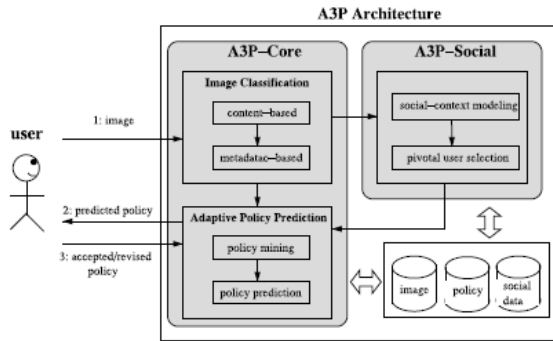 A3P Architecture
A3P–Core
A3P–Social
Image Classification
content–based
metadatac–based
social–context modeling
pivotal user selection
user
1: image
2: predicted policy
3: accepted/revised
policy
Adaptive Policy Prediction
policy mining
policy prediction
image
policy
social
data